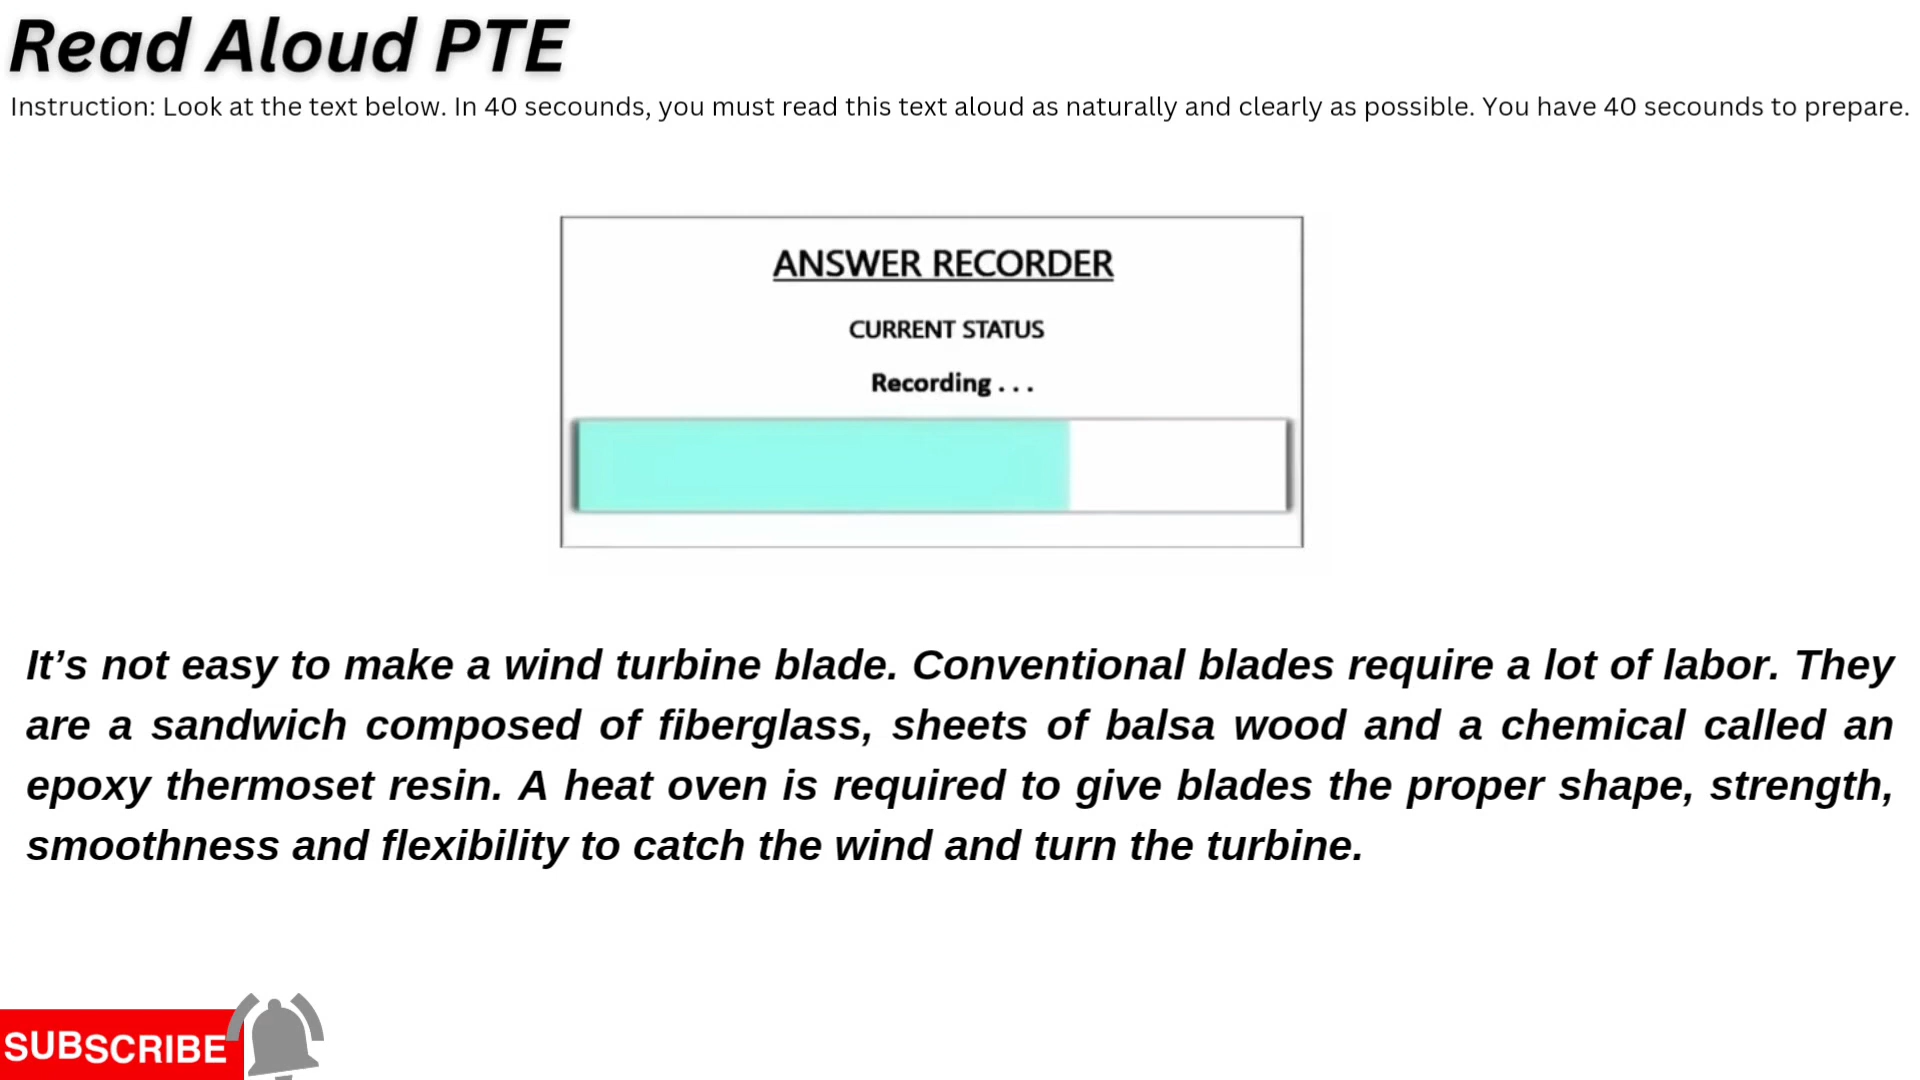 Read Aloud PTE
Instruction: Look at the text below. In 40 secounds, you must read this text aloud as naturally and clearly as possible. You have 40 secounds to prepare.
ANSWER RECORDER
CURRENT STATUS
Recording . . .
It’s not easy to make a wind turbine blade. Conventional blades require a lot of labor. They
are a sandwich composed of fiberglass, sheets of balsa wood and a chemical called an
epoxy thermoset resin. A heat oven is required to give blades the proper shape, strength,
smoothness and flexibility to catch the wind and turn the turbine.
SUBSCRIBE